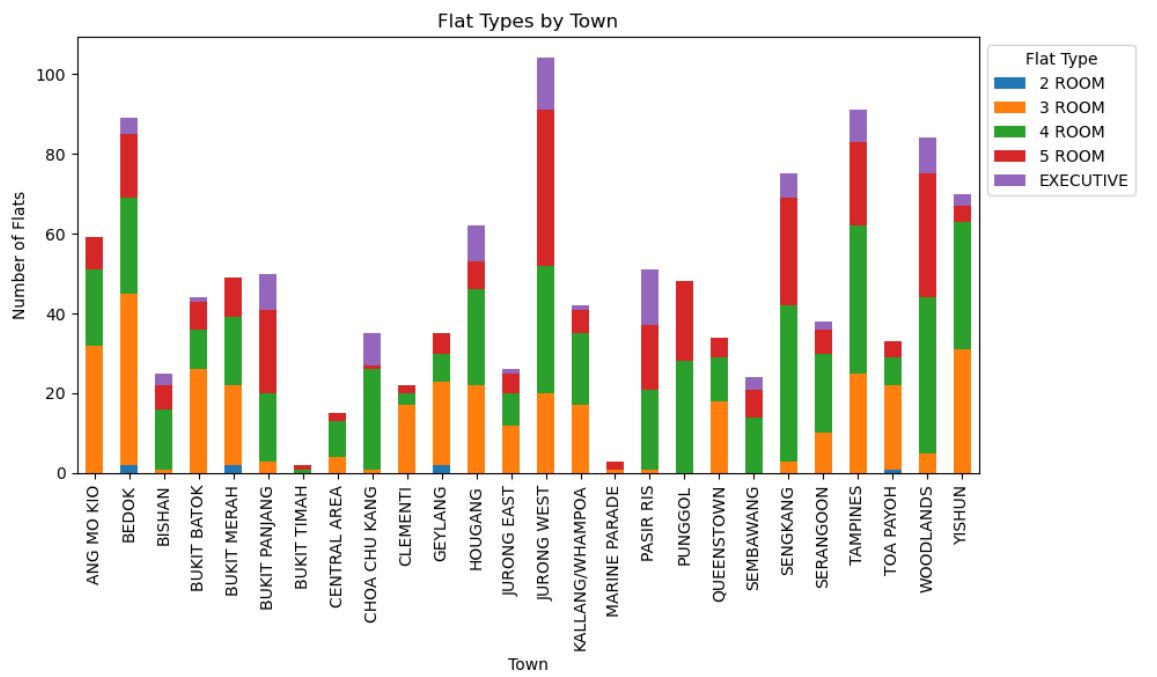 Flat Types by Town
Number of Flats
100
80
60
40
20
0
Flat Type
2 ROOM
3 ROOM
4 ROOM
5 ROOM
EXECUTIVE
ANG MO KIO
BEDOK
BISHAN
BUKIT BATOK
BUKIT MERAH
BUKIT PANJANG
BUKIT TIMAH
CENTRAL AREA
CHOA CHU KANG
CLEMENTI
GEYLANG
HOUGANG
JURONG EAST
JURONG WEST
KALLANG/WHAMPOA
MARINE PARADE
PASIR RIS
PUNGGOL
QUEENSTOWN
SEMBAWANG
SENGKANG
SERANGOON
TAMPINES
TOA PAYOH
WOODLANDS
YISHUN
Town